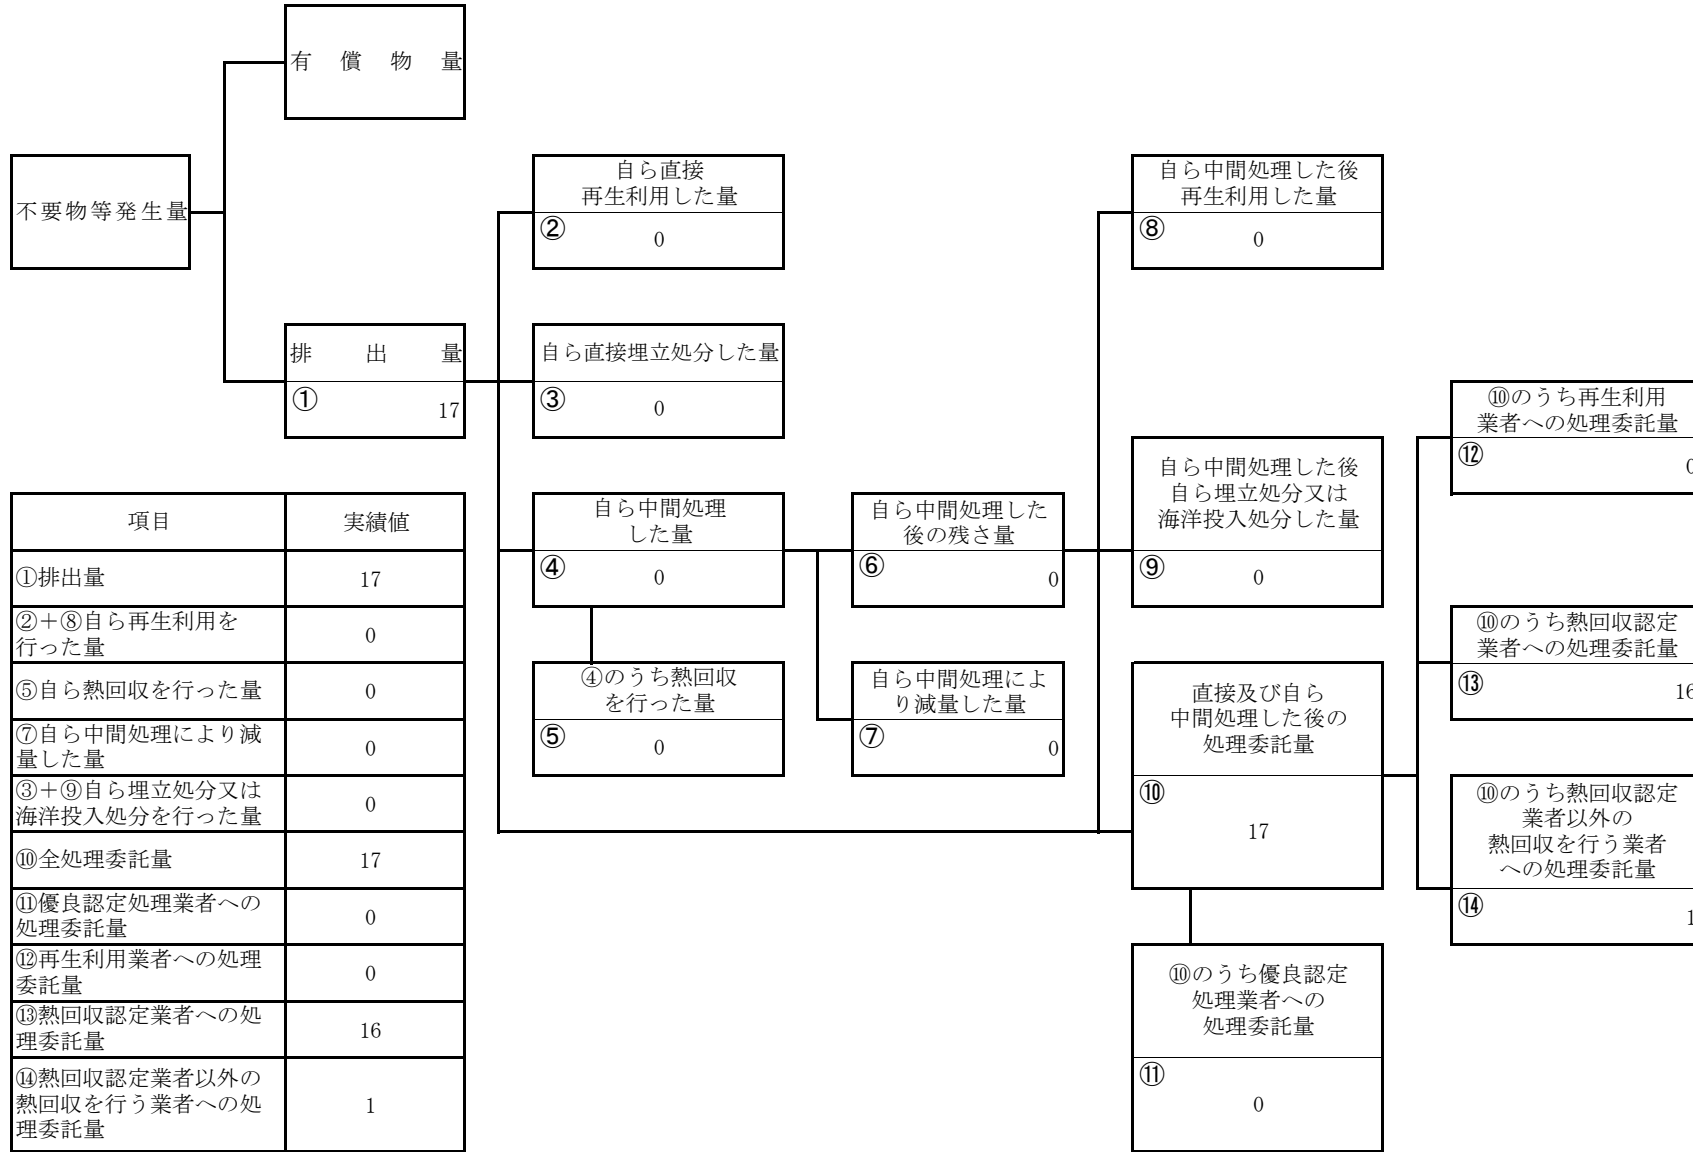 有償物量
不要物等発生量
排出量
①
17
自ら直接
再生利用した量
②
0
自ら直接埋立処分した量
③
0
自ら中間処理
した量
④
0
④のうち熱回収
を行った量
⑤
0
自ら中間処理した
後の残さ量
⑥
0
自ら中間処理によ
り減量した量
⑦
0
自ら中間処理した後
再生利用した量
⑧
0
自ら中間処理した後
自ら埋立処分又は
海洋投入処分した量
⑨
0
直接及び自ら
中間処理した後の
処理委託量
⑩
17
⑩のうち優良認定
処理業者への
処理委託量
⑪
0
⑩のうち再生利用
業者への処理委託量
⑫
0
⑩のうち熱回収認定
業者への処理委託量
⑬
16
⑩のうち熱回収認定
業者以外の
熱回収を行う業者
への処理委託量
⑭
1
項目 実績値
①排出量 17
②＋⑧自ら再生利用を
行った量 0
⑤自ら熱回収を行った量 0
⑦自ら中間処理により減
量した量 0
③＋⑨自ら埋立処分又は
海洋投入処分を行った量 0
⑩全処理委託量 17
⑪優良認定処理業者への
処理委託量 0
⑫再生利用業者への処理
委託量 0
⑬熱回収認定業者への処
理委託量 16
⑭熱回収認定業者以外の
熱回収を行う業者への処 1
理委託量